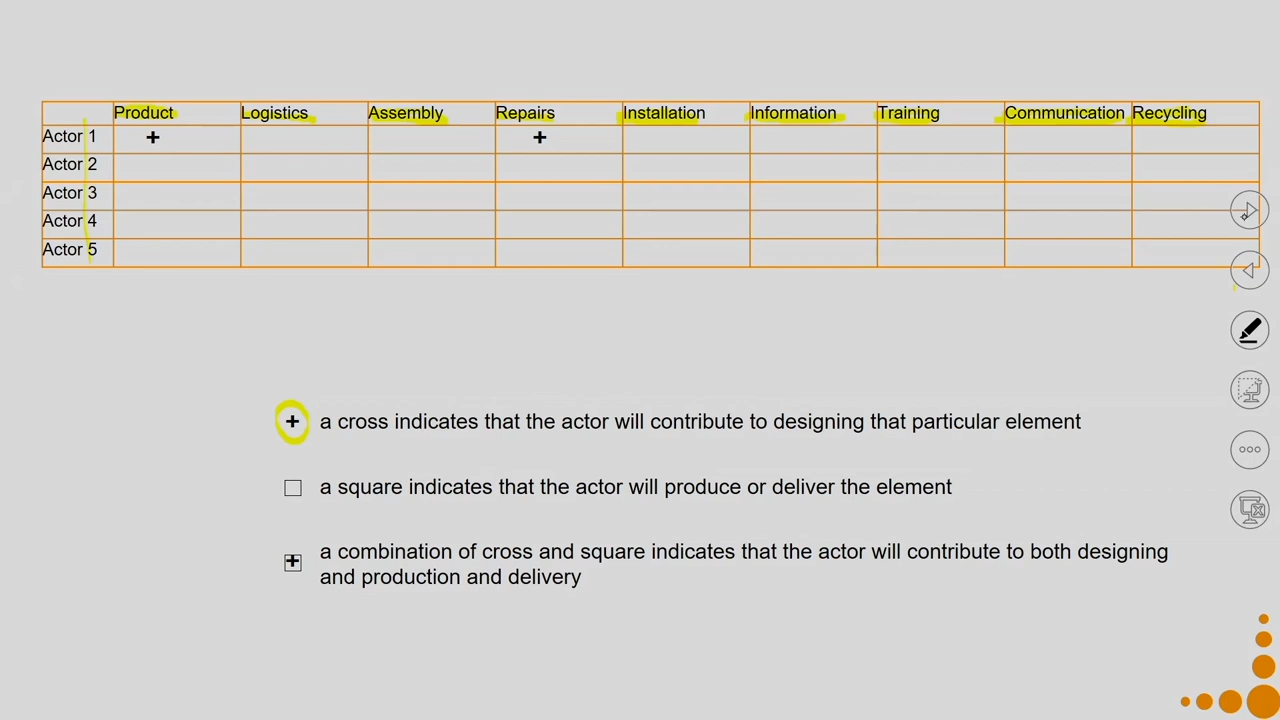 Product Logistics Assembly Repairs Installation Information Training Communication Recycling
Actor 1 + +
Actor 2
Actor 3
Actor 4
Actor 5
+ a cross indicates that the actor will contribute to designing that particular element
□ a square indicates that the actor will produce or deliver the element
⊞ a combination of cross and square indicates that the actor will contribute to both designing
and production and delivery